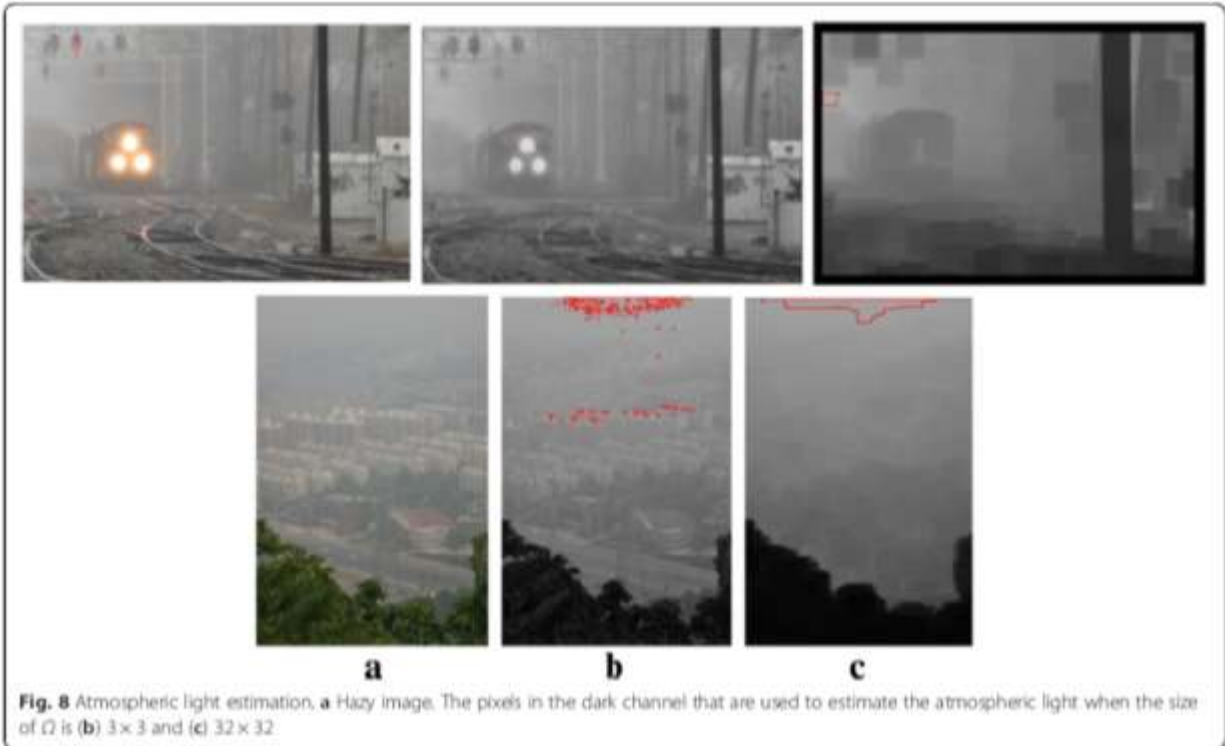 a
b
c
Fig. 8 Atmospheric light estimation. a Hazy image. The pixels in the dark channel that are used to estimate the atmospheric light when the size
of Ω is (b) 3 × 3 and (c) 32 × 32